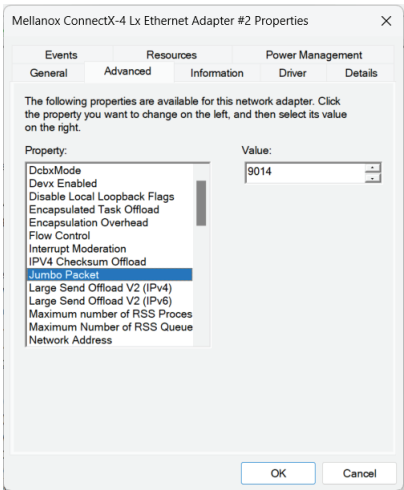 Mellanox ConnectX-4 Lx Ethernet Adapter #2 Properties
Events Resources Power Management
General Advanced Information Driver Details
The following properties are available for this network adapter. Click
the property you want to change on the left, and then select its value
on the right.
Property: Value:
9014
DcbxMode
Devx Enabled
Disable Local Loopback Flags
Encapsulated Task Offload
Encapsulation Overhead
Flow Control
Interrupt Moderation
IPV4 Checksum Offload
Jumbo Packet
Large Send Offload V2 (IPv4)
Large Send Offload V2 (IPv6)
Maximum number of RSS Proces
Maximum Number of RSS Queue
Network Address
OK Cancel